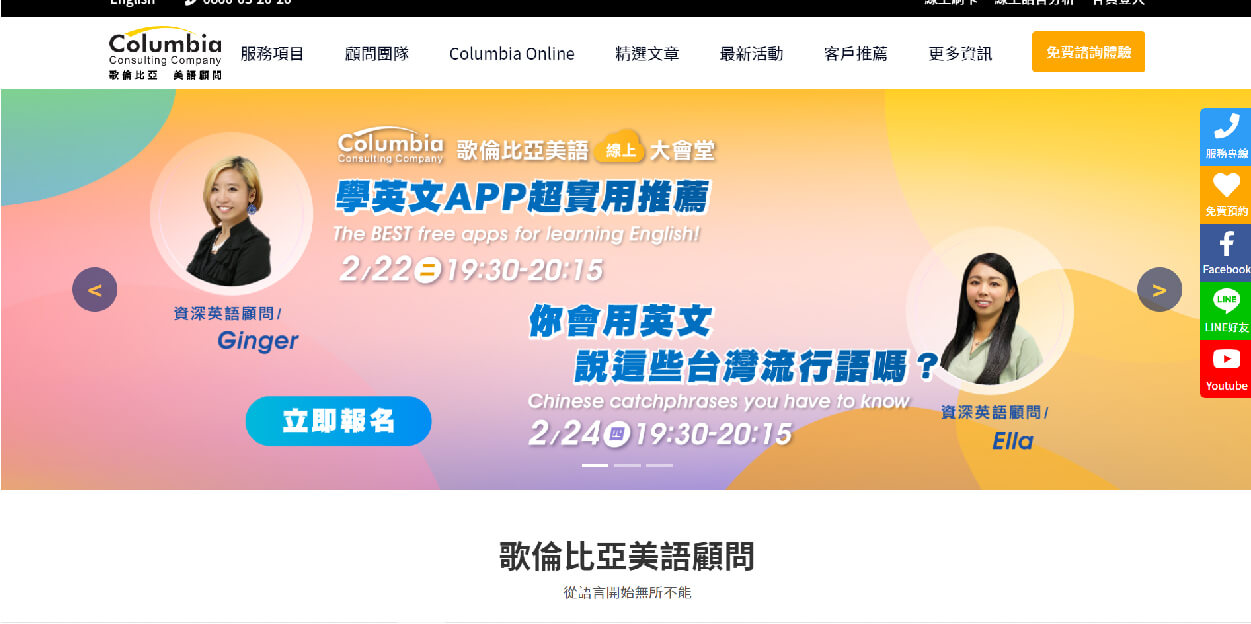 English
服務項目
顧問團隊
Columbia Online
精選文章
最新活動
客戶推薦
更多資訊
免費諮詢體驗
Columbia
Consulting Company
歌倫比亞 美語顧問
Columbia
Consulting Company
歌倫比亞美語 線上 大會堂
學英文APP超實用推薦
The BEST free apps for learning English!
2/22 二 19:30-20:15
資深英語顧問/
Ginger
你會用英文
說這些台灣流行語嗎？
Chinese catchphrases you have to know
2/24 四 19:30-20:15
資深英語顧問/
Ella
立即報名
<
>
服務專線
免費預約
Facebook
LINE
LINE好友
Youtube
歌倫比亞美語顧問
從語言開始無所不能